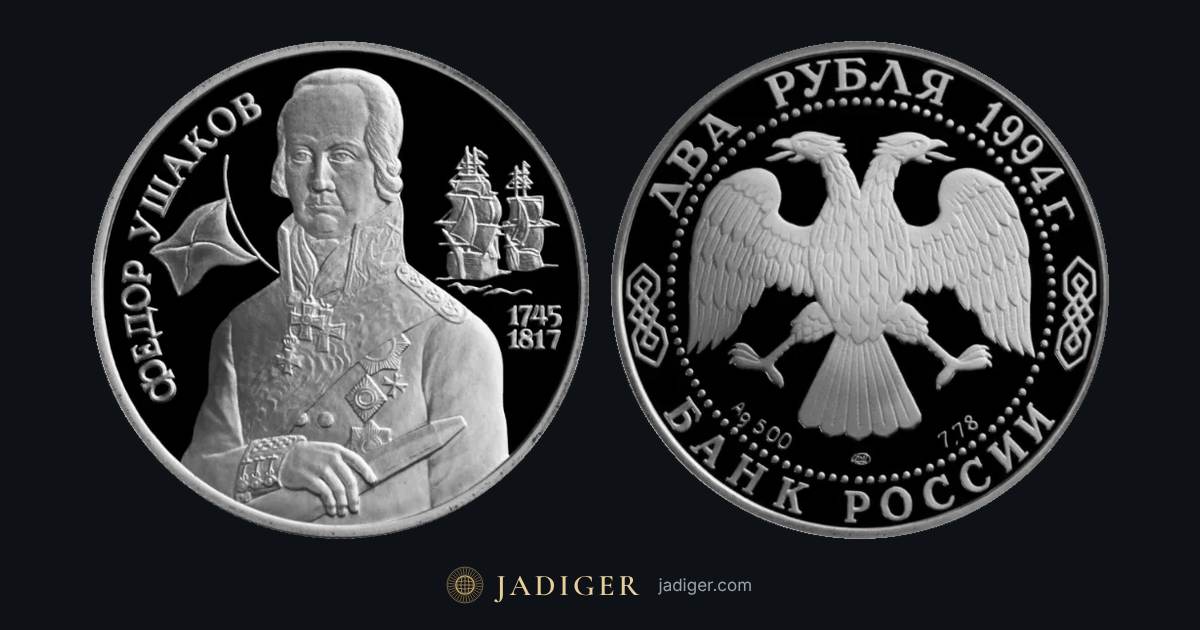 ФЕДОР УШАКОВ
1745
1817
ДВА РУБЛЯ 1994 г.
Ag 500
7,78
БАНК РОССИИ
JADIGER
jadiger.com